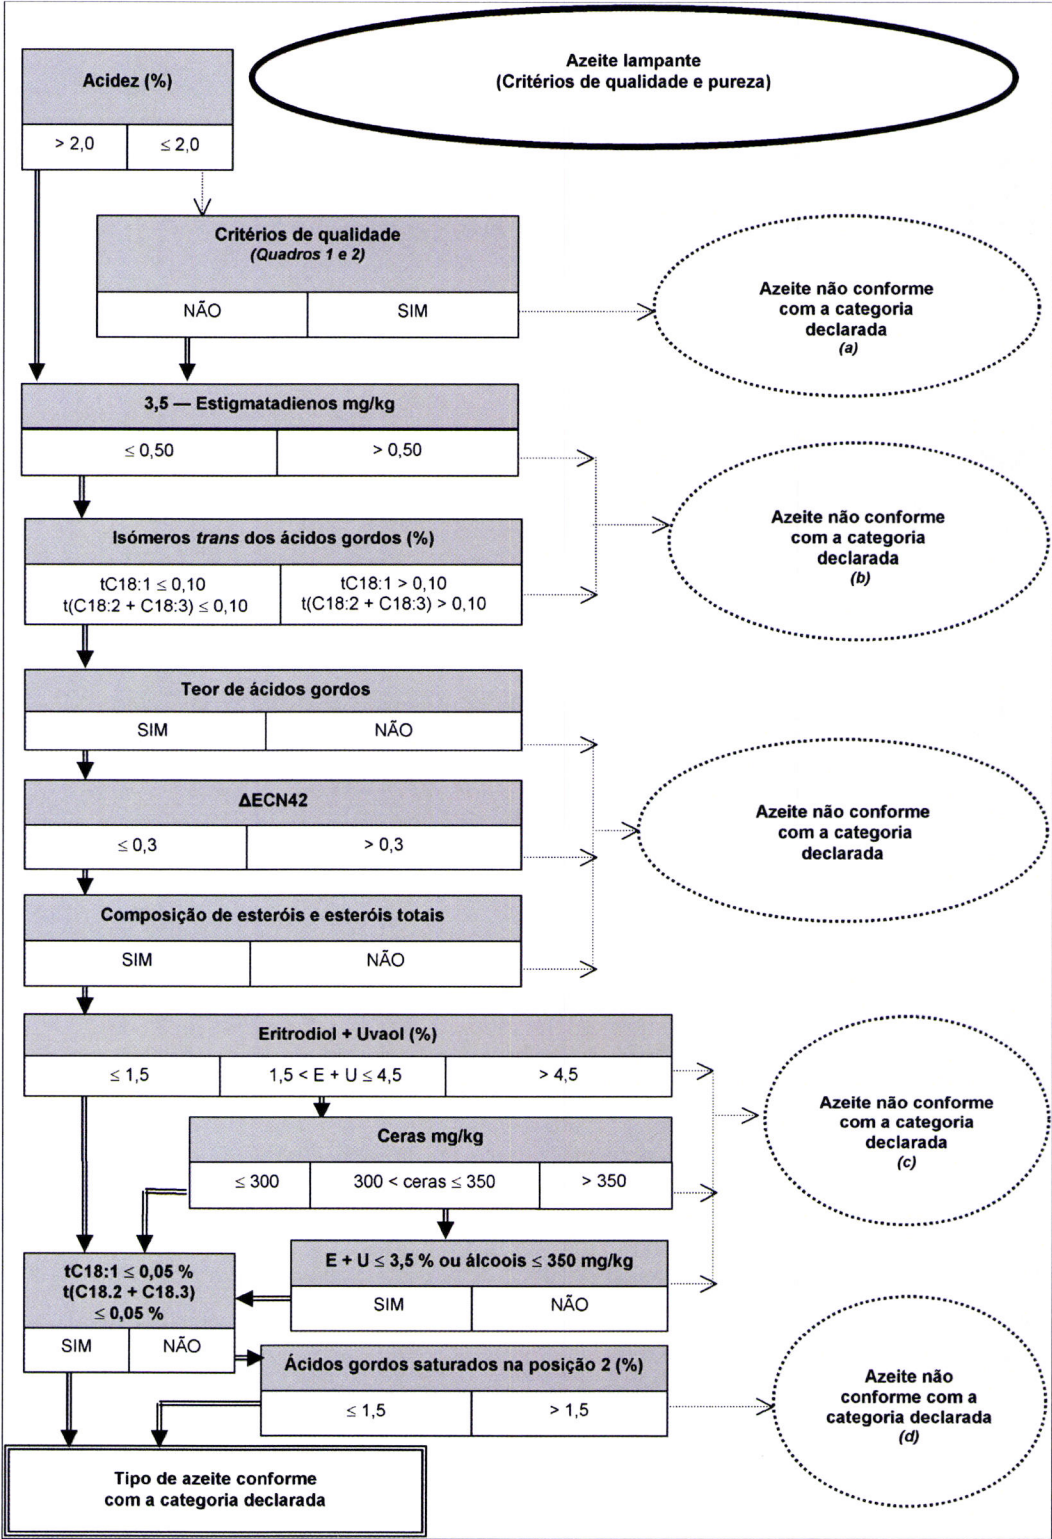 Azeite lampante
(Critérios de qualidade e pureza)
Acidez (%)
> 2,0
≤ 2,0
Critérios de qualidade
(Quadros 1 e 2)
NÃO
SIM
Azeite não conforme
com a categoria
declarada
(a)
3,5 — Estigmatadienos mg/kg
≤ 0,50
> 0,50
Isómeros trans dos ácidos gordos (%)
tC18:1 ≤ 0,10
t(C18:2 + C18:3) ≤ 0,10
tC18:1 > 0,10
t(C18:2 + C18:3) > 0,10
Azeite não conforme
com a categoria
declarada
(b)
Teor de ácidos gordos
SIM
NÃO
ΔECN42
≤ 0,3
> 0,3
Azeite não conforme
com a categoria
declarada
Composição de esteróis e esteróis totais
SIM
NÃO
Eritrodiol + Uvaol (%)
≤ 1,5
1,5 < E + U ≤ 4,5
> 4,5
Ceras mg/kg
≤ 300
300 < ceras ≤ 350
> 350
Azeite não conforme
com a categoria
declarada
(c)
E + U ≤ 3,5 % ou álcoois ≤ 350 mg/kg
SIM
NÃO
tC18:1 ≤ 0,05 %
t(C18.2 + C18.3)
≤ 0,05 %
SIM
NÃO
Ácidos gordos saturados na posição 2 (%)
≤ 1,5
> 1,5
Azeite não
conforme com a
categoria declarada
(d)
Tipo de azeite conforme
com a categoria declarada